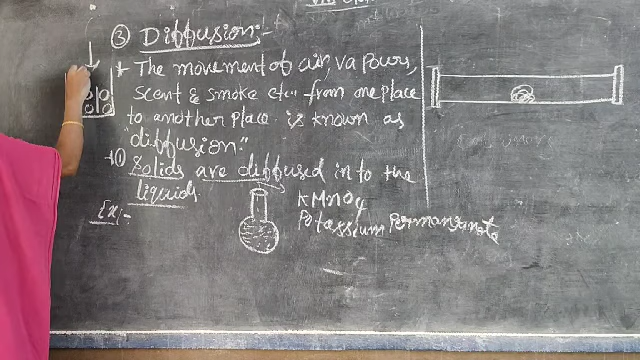 ③ Diffusion:-
* The movement of air, vapours,
scent & smoke etc.. from one place
to another place is known as
"diffusion."
① Solids are diffused in to the
liquids
Ex:-
KMnO4
Potassium Permanganate